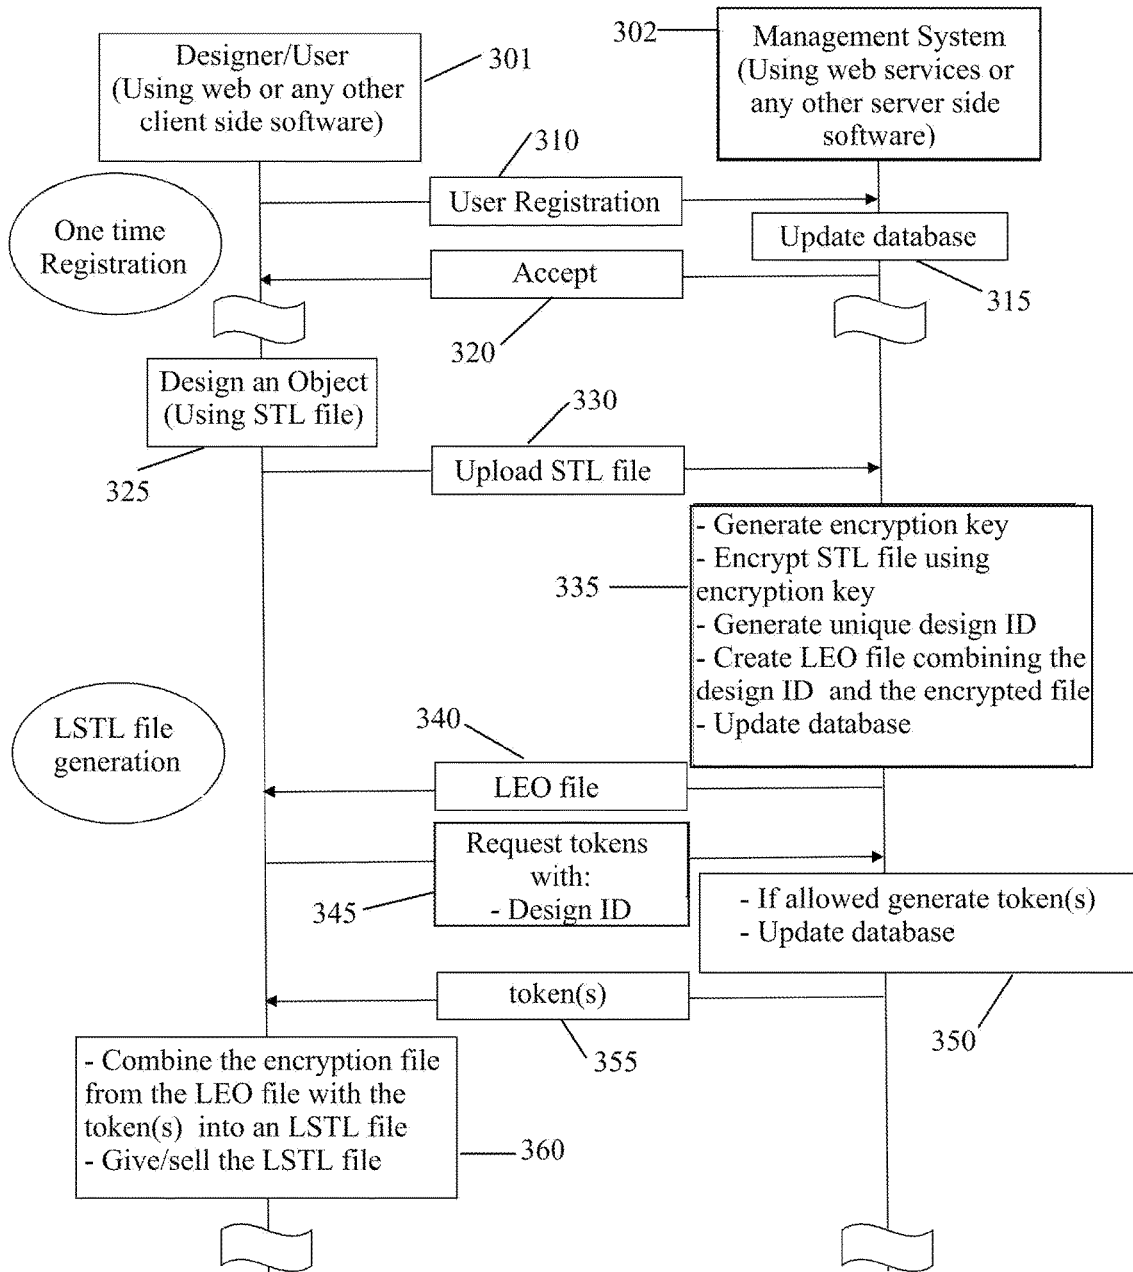 Designer/User
(Using web or any other
client side software)
301
302
Management System
(Using web services or
any other server side
software)
310
User Registration
One time
Registration
Update database
Accept
315
320
Design an Object
(Using STL file)
330
325
Upload STL file
335
- Generate encryption key
- Encrypt STL file using
encryption key
- Generate unique design ID
- Create LEO file combining the
design ID and the encrypted file
- Update database
LSTL file
generation
340
LEO file
Request tokens
with:
- Design ID
345
- If allowed generate token(s)
- Update database
token(s)
350
355
- Combine the encryption file
from the LEO file with the
token(s) into an LSTL file
- Give/sell the LSTL file
360